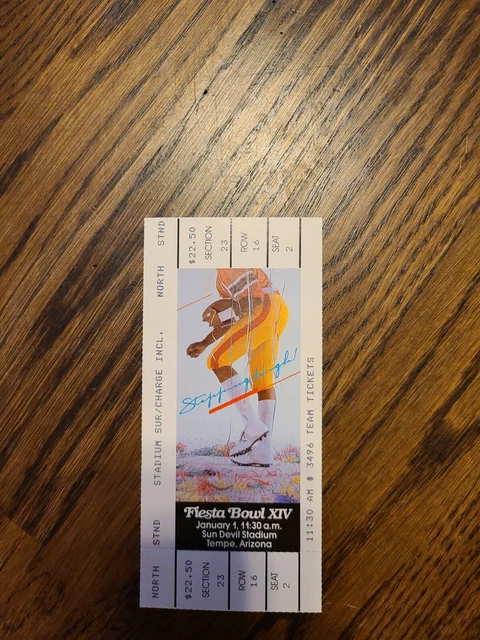 NORTH STND
$22.50
SECTION 23
ROW 16
SEAT 2
STADIUM SUR/CHARGE INCL.
Stepping high!
11:30 AM @ 3496 TEAM TICKETS
Fiesta Bowl XIV
January 1, 11:30 a.m.
Sun Devil Stadium
Tempe, Arizona
NORTH STND
$22.50
SECTION 23
ROW 16
SEAT 2